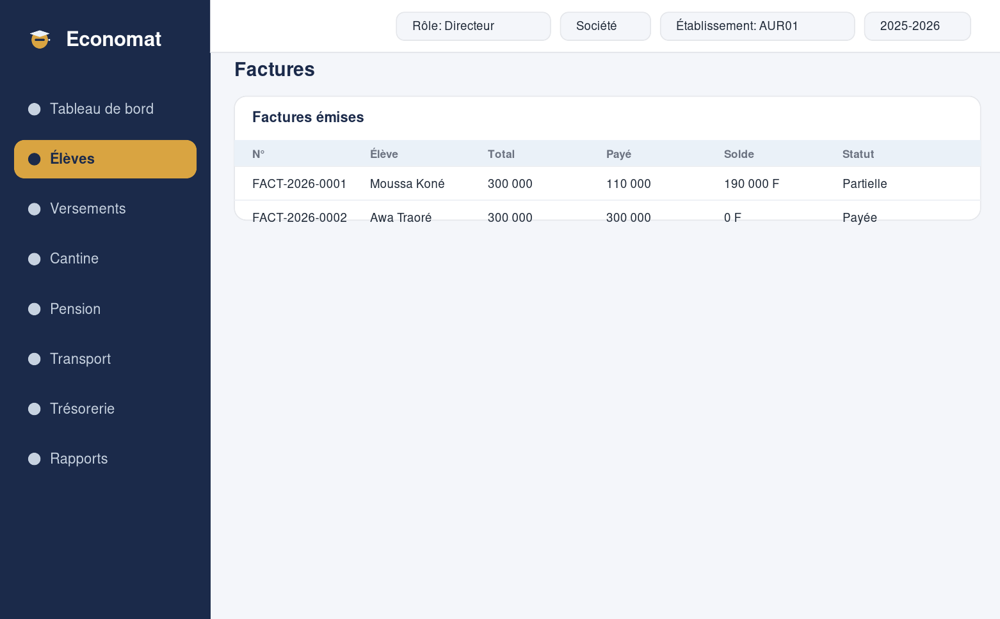 Economat
Rôle: Directeur
Société
Établissement: AUR01
2025-2026
Tableau de bord
Élèves
Versements
Cantine
Pension
Transport
Trésorerie
Rapports
Factures
Factures émises
N° Élève Total Payé Solde Statut
FACT-2026-0001 Moussa Koné 300 000 110 000 190 000 F Partielle
FACT-2026-0002 Awa Traoré 300 000 300 000 0 F Payée